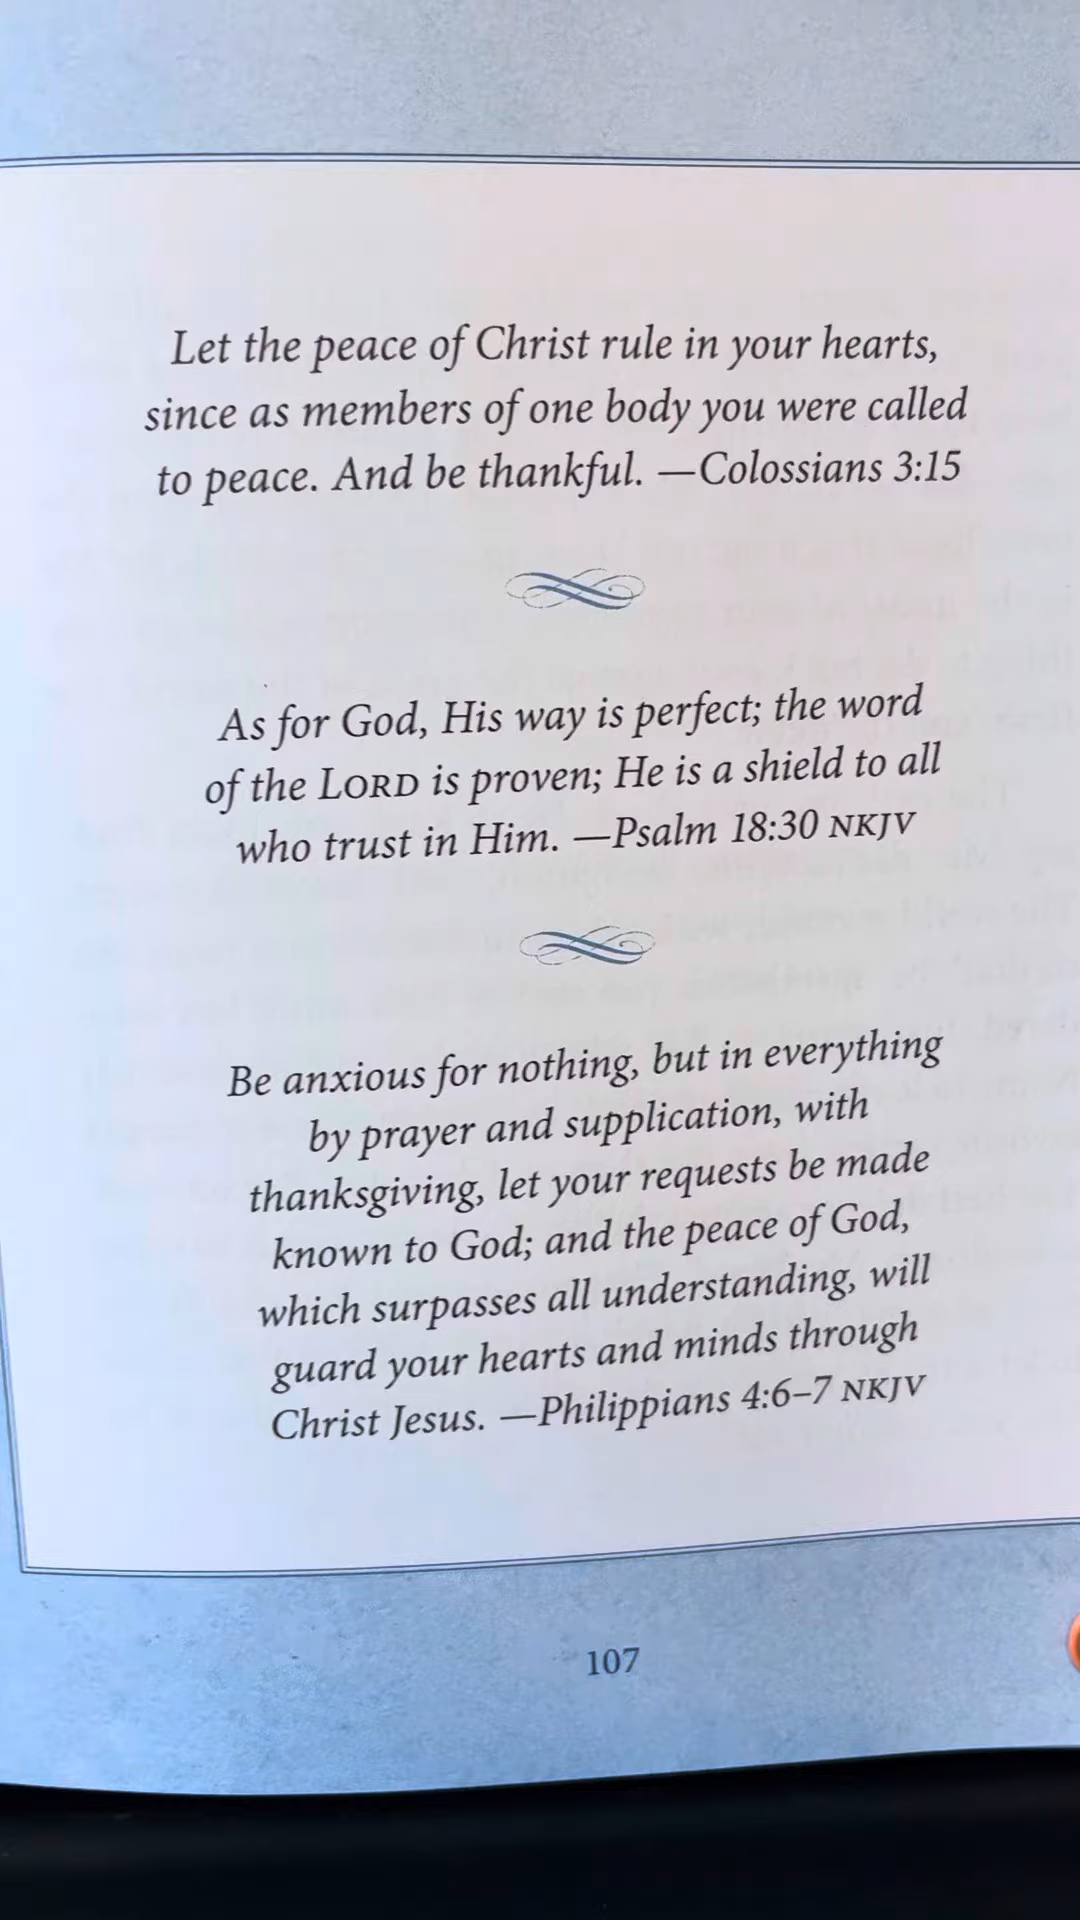 Let the peace of Christ rule in your hearts,
since as members of one body you were called
to peace. And be thankful. —Colossians 3:15
As for God, His way is perfect; the word
of the LORD is proven; He is a shield to all
who trust in Him. —Psalm 18:30 NKJV
Be anxious for nothing, but in everything
by prayer and supplication, with
thanksgiving, let your requests be made
known to God; and the peace of God,
which surpasses all understanding, will
guard your hearts and minds through
Christ Jesus. —Philippians 4:6–7 NKJV
107